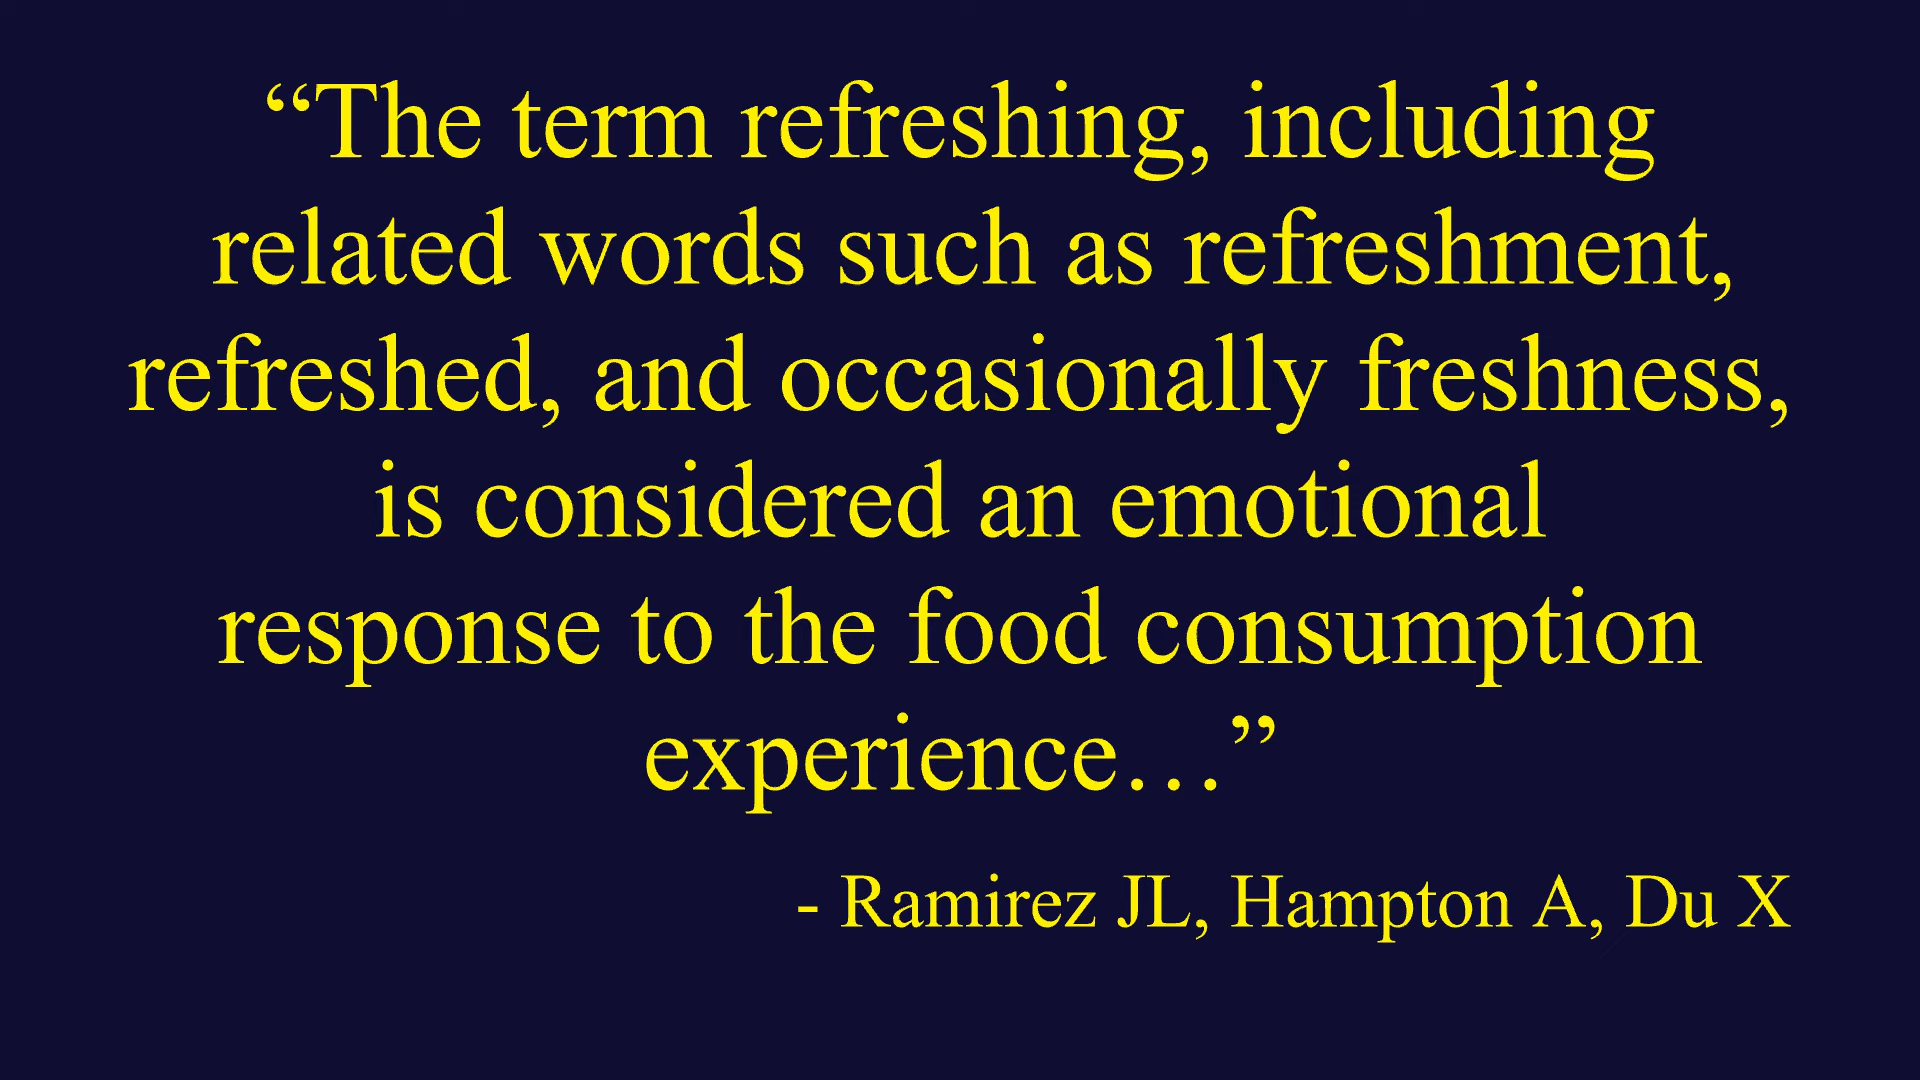 “The term refreshing, including
related words such as refreshment,
refreshed, and occasionally freshness,
is considered an emotional
response to the food consumption
experience…”
- Ramirez JL, Hampton A, Du X